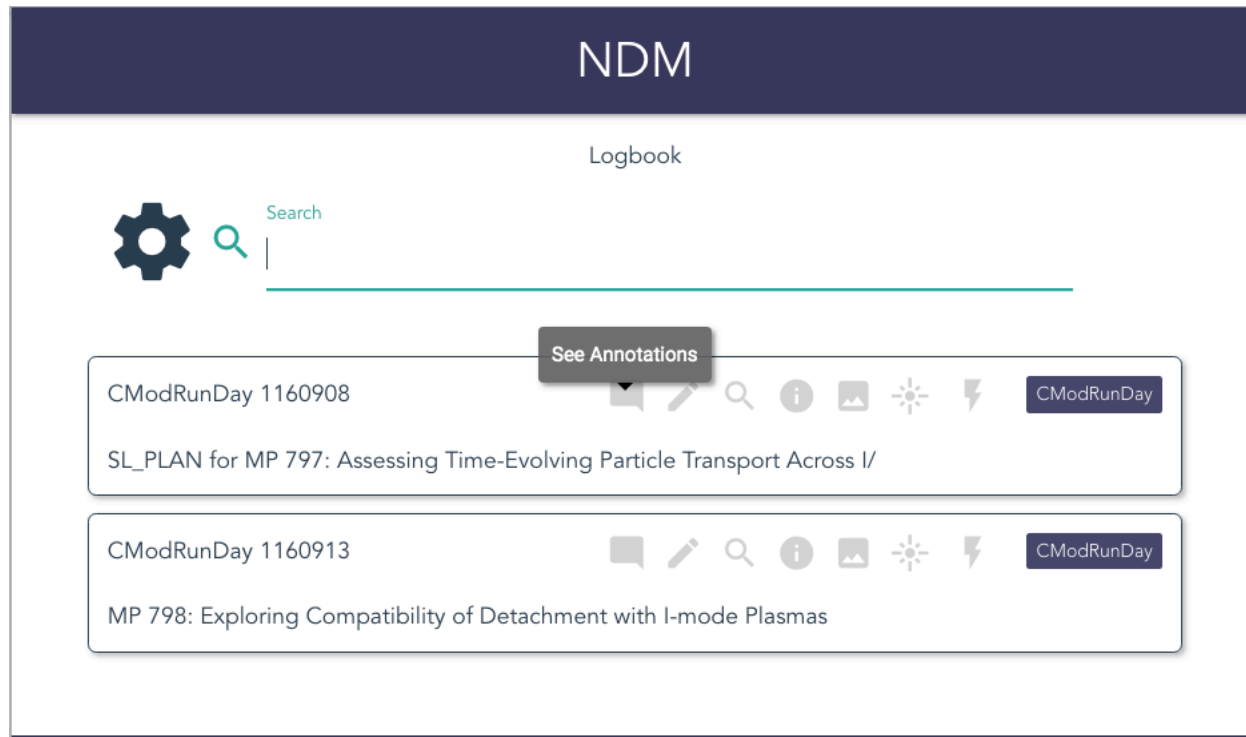 NDM
Logbook
Search
See Annotations
CModRunDay 1160908
CModRunDay
SL_PLAN for MP 797: Assessing Time-Evolving Particle Transport Across I/
CModRunDay 1160913
CModRunDay
MP 798: Exploring Compatibility of Detachment with I-mode Plasmas